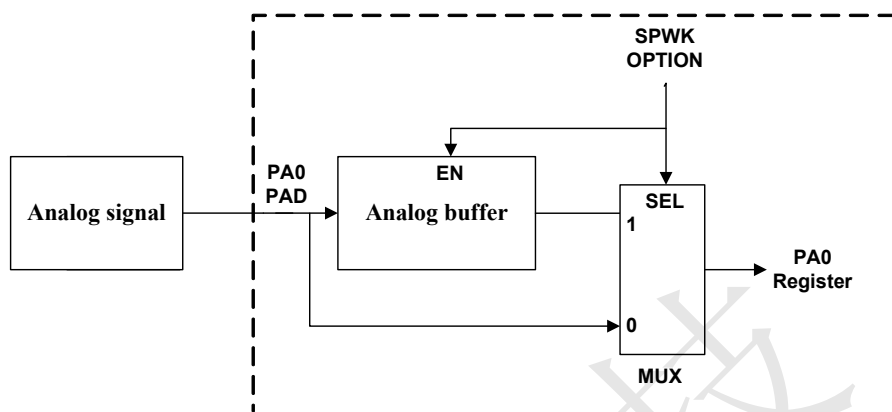 SPWK
OPTION
PA0
PAD
EN
Analog signal
Analog buffer
SEL
1
PA0
Register
0
MUX